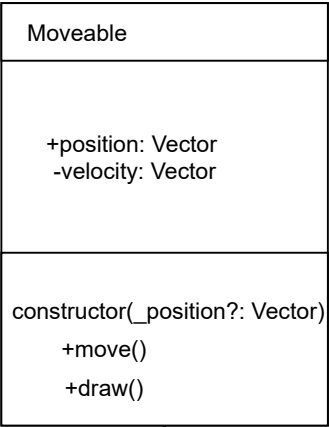 Moveable
+position: Vector
-velocity: Vector
constructor(_position?: Vector)
+move()
+draw()